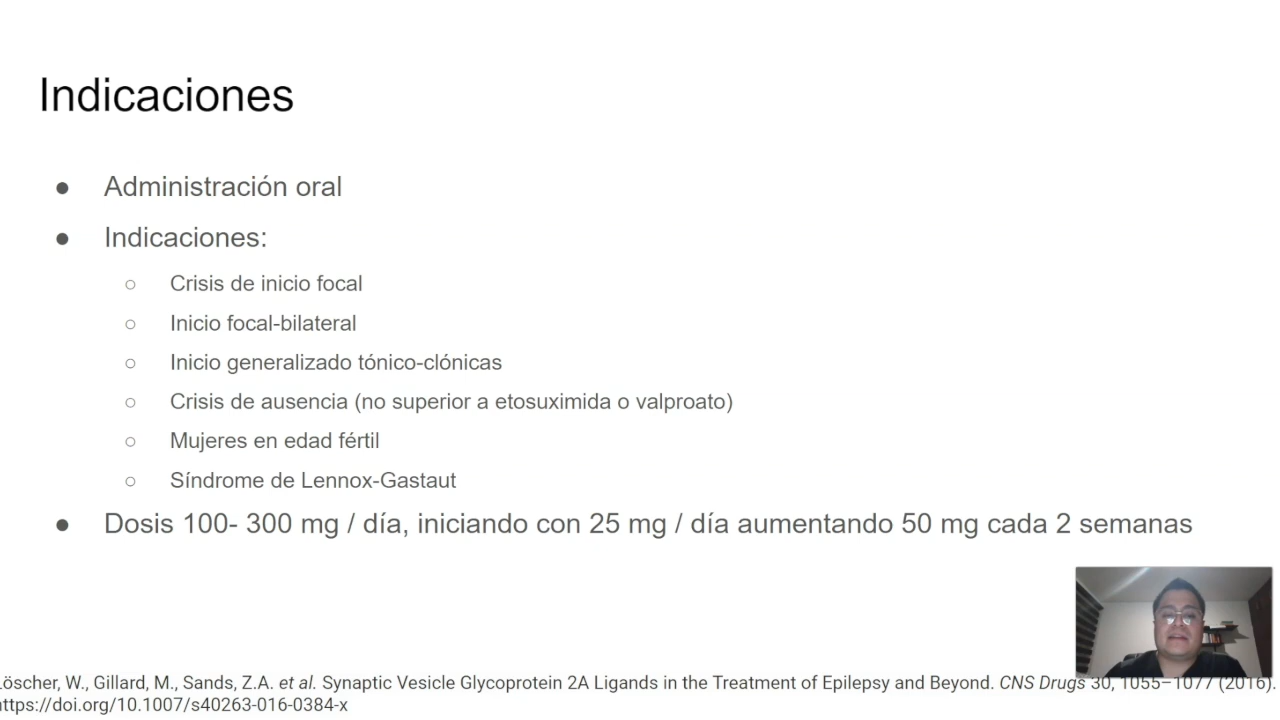 Indicaciones
● Administración oral
● Indicaciones:
○ Crisis de inicio focal
○ Inicio focal-bilateral
○ Inicio generalizado tónico-clónicas
○ Crisis de ausencia (no superior a etosuximida o valproato)
○ Mujeres en edad fértil
○ Síndrome de Lennox-Gastaut
● Dosis 100- 300 mg / día, iniciando con 25 mg / día aumentando 50 mg cada 2 semanas
Löscher, W., Gillard, M., Sands, Z.A. et al. Synaptic Vesicle Glycoprotein 2A Ligands in the Treatment of Epilepsy and Beyond. CNS Drugs 30, 1055–1077 (2016).
https://doi.org/10.1007/s40263-016-0384-x